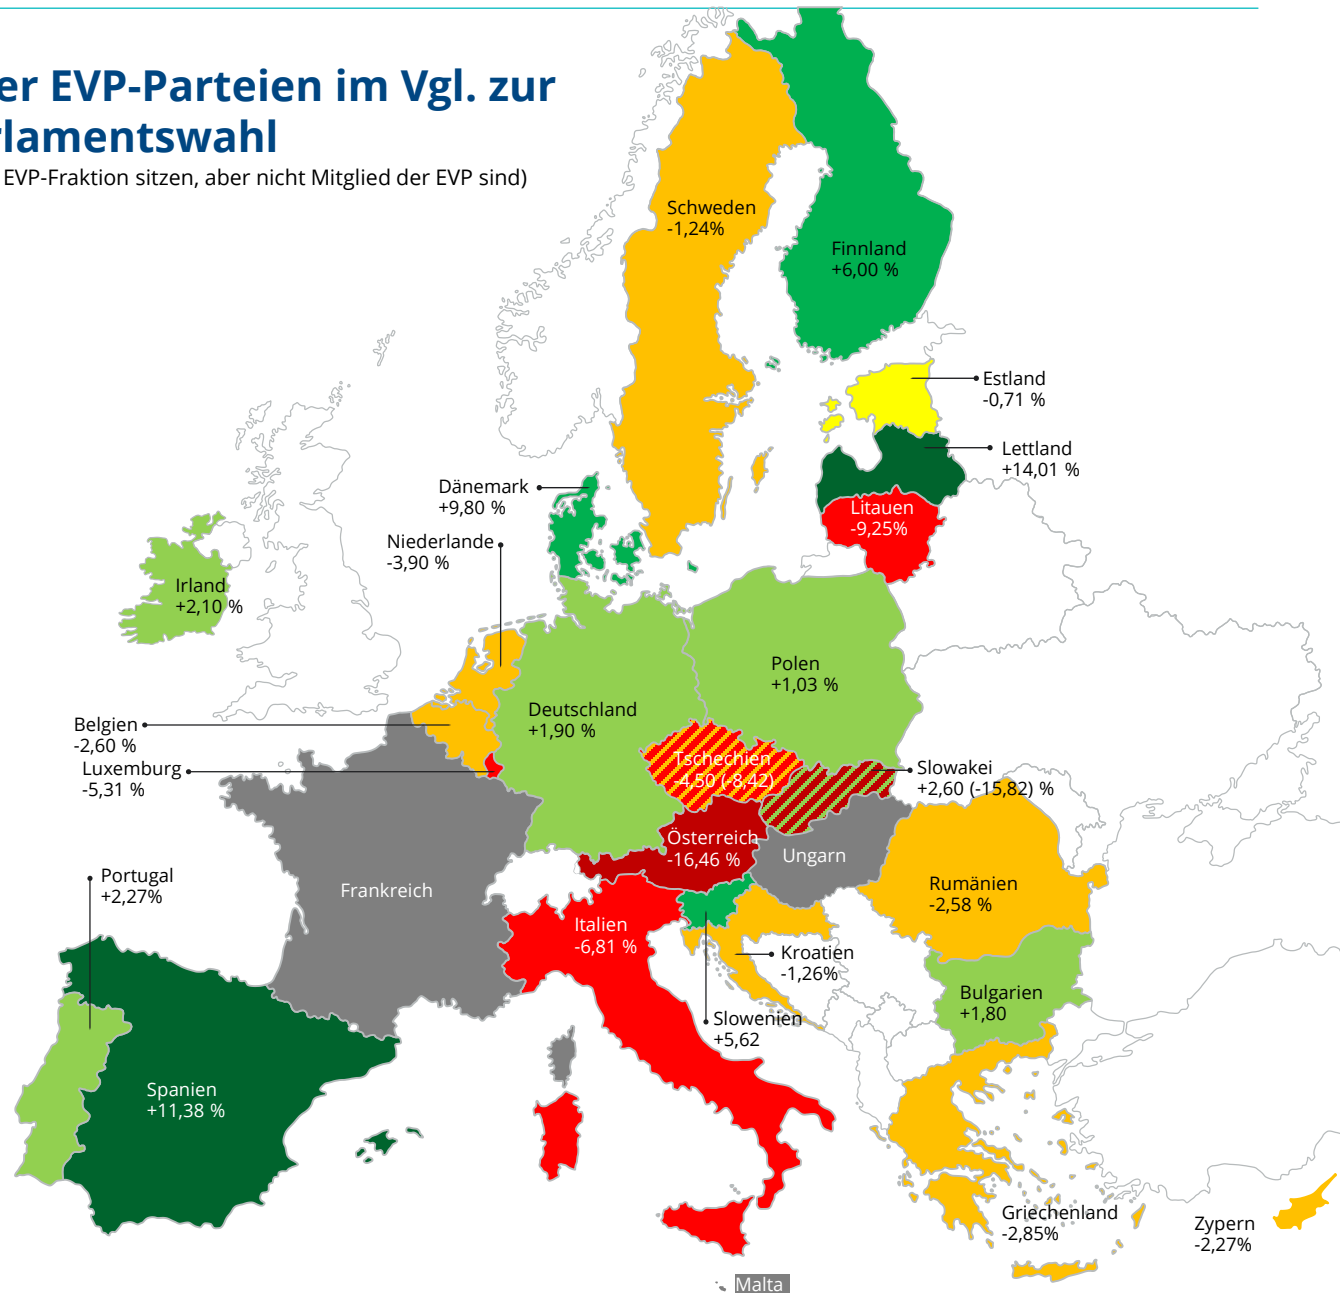 er EVP-Parteien im Vgl. zur
rlamentswahl
EVP-Fraktion sitzen, aber nicht Mitglied der EVP sind)
Schweden
-1,24%
Finnland
+6,00 %
Estland
-0,71 %
Lettland
+14,01 %
Dänemark
+9,80 %
Litauen
-9,25%
Niederlande
-3,90 %
Irland
+2,10 %
Polen
+1,03 %
Deutschland
+1,90 %
Belgien
-2,60 %
Luxemburg
-5,31 %
Tschechien
-4,50 (-8,42)
Slowakei
+2,60 (-15,82) %
Österreich
-16,46 %
Ungarn
Portugal
+2,27%
Frankreich
Rumänien
-2,58 %
Italien
-6,81 %
Kroatien
-1,26%
Bulgarien
+1,80
Slowenien
+5,62
Spanien
+11,38 %
Griechenland
-2,85%
Zypern
-2,27%
Malta